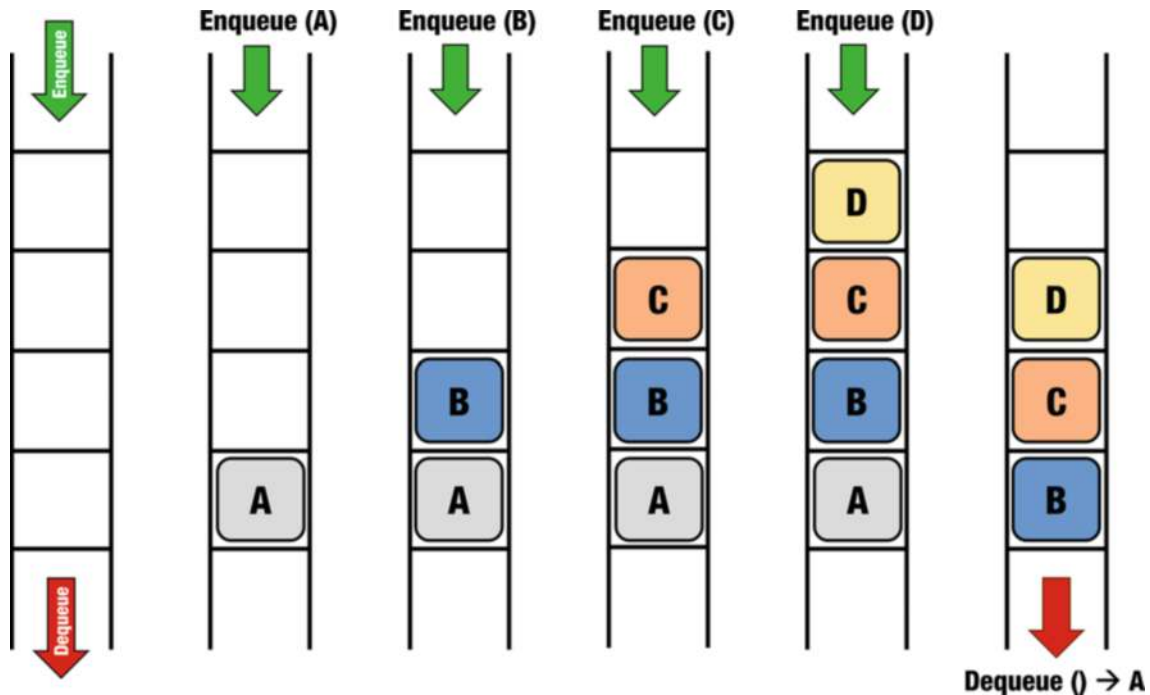 Enqueue (A)
Enqueue (B)
Enqueue (C)
Enqueue (D)
Enqueue
D
C
C
D
B
B
B
C
A
A
A
A
B
Dequeue
Dequeue () → A